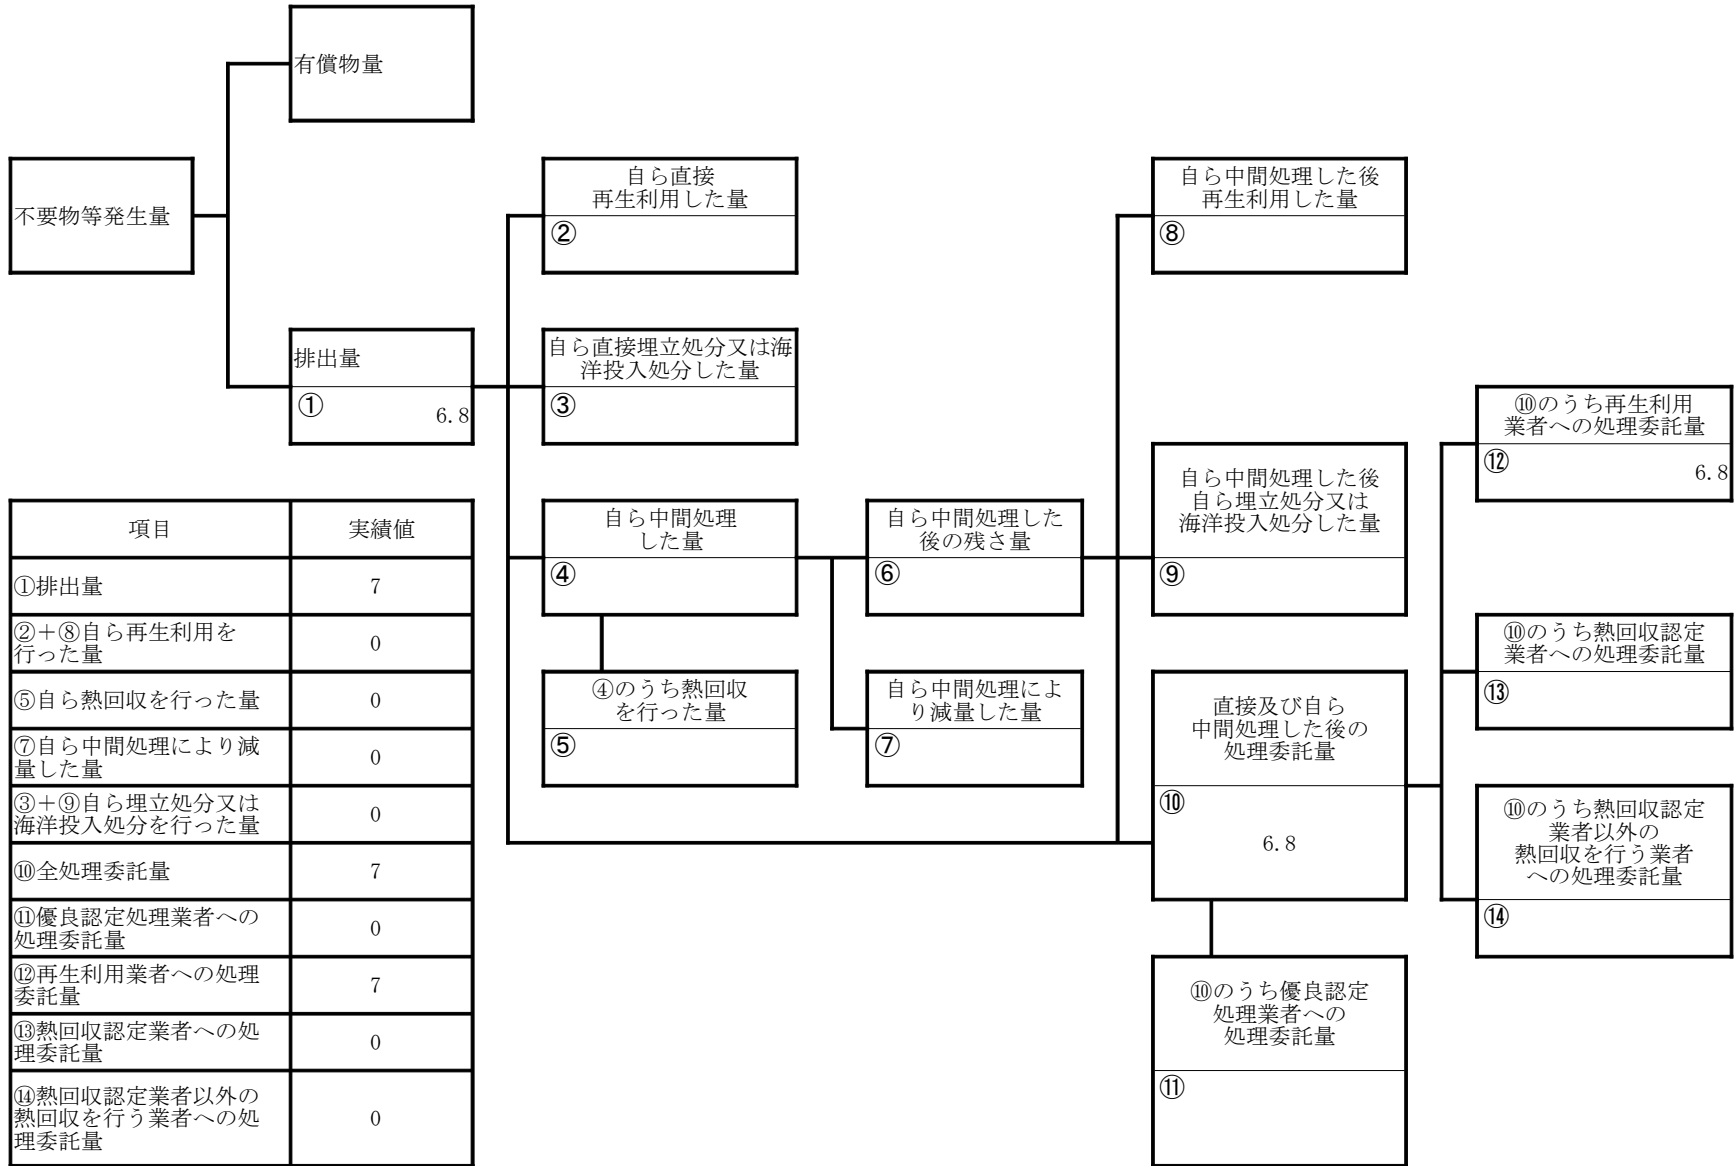 有償物量
不要物等発生量
自ら直接
再生利用した量
②
自ら中間処理した後
再生利用した量
⑧
排出量
①
6.8
自ら直接埋立処分又は海
洋投入処分した量
③
⑩のうち再生利用
業者への処理委託量
⑫
6.8
自ら中間処理
した量
④
自ら中間処理した
後の残さ量
⑥
自ら中間処理した後
自ら埋立処分又は
海洋投入処分した量
⑨
⑩のうち熱回収認定
業者への処理委託量
⑬
④のうち熱回収
を行った量
⑤
自ら中間処理によ
り減量した量
⑦
直接及び自ら
中間処理した後の
処理委託量
⑩
6.8
⑩のうち熱回収認定
業者以外の
熱回収を行う業者
への処理委託量
⑭
⑩のうち優良認定
処理業者への
処理委託量
⑪
項目 実績値
①排出量 7
②+⑧自ら再生利用を
行った量 0
⑤自ら熱回収を行った量 0
⑦自ら中間処理により減
量した量 0
③+⑨自ら埋立処分又は
海洋投入処分を行った量 0
⑩全処理委託量 7
⑪優良認定処理業者への
処理委託量 0
⑫再生利用業者への処理
委託量 7
⑬熱回収認定業者への処
理委託量 0
⑭熱回収認定業者以外の
熱回収を行う業者への処
理委託量 0